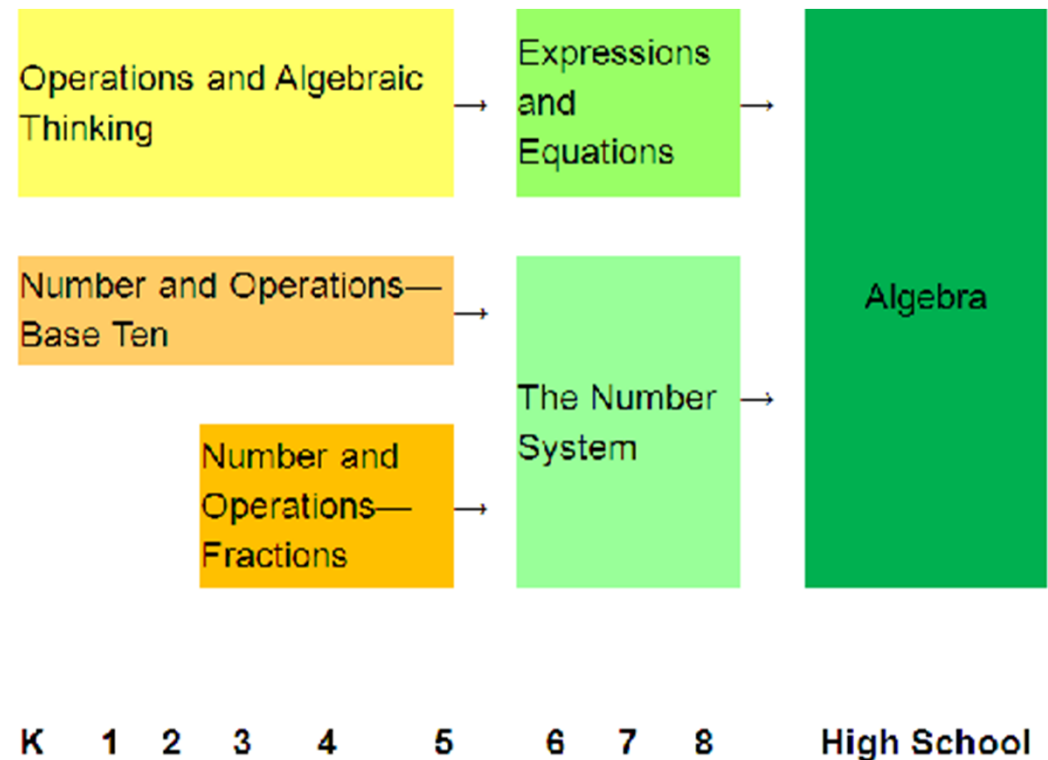 Operations and Algebraic
Thinking
Expressions
and
Equations
Number and Operations—
Base Ten
Number and
Operations—
Fractions
The Number
System
Algebra
K 1 2 3 4 5 6 7 8 High School